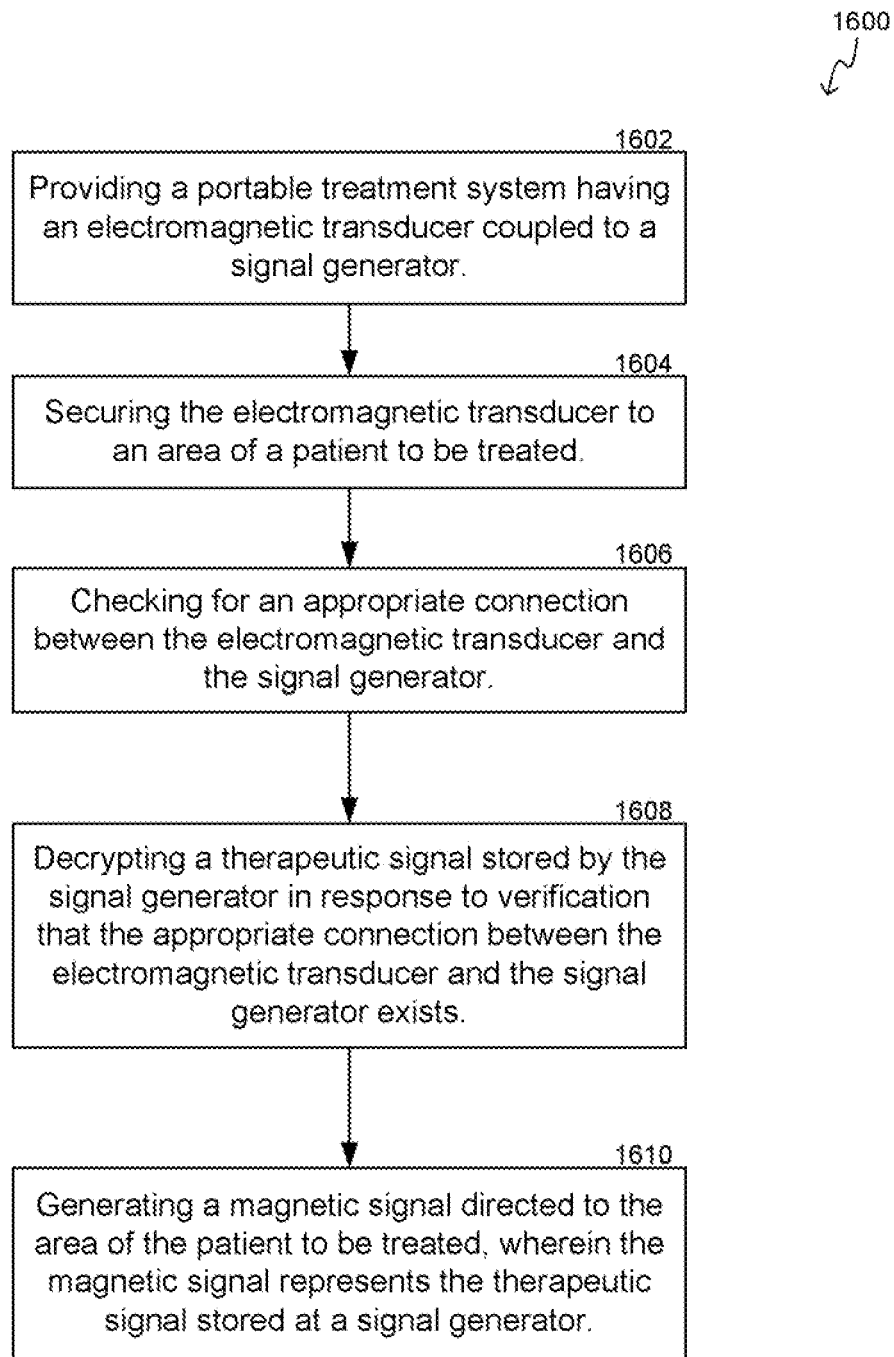 1600
1602
Providing a portable treatment system having
an electromagnetic transducer coupled to a
signal generator.
1604
Securing the electromagnetic transducer to
an area of a patient to be treated.
1606
Checking for an appropriate connection
between the electromagnetic transducer and
the signal generator.
1608
Decrypting a therapeutic signal stored by the
signal generator in response to verification
that the appropriate connection between the
electromagnetic transducer and the signal
generator exists.
1610
Generating a magnetic signal directed to the
area of the patient to be treated, wherein the
magnetic signal represents the therapeutic
signal stored at a signal generator.